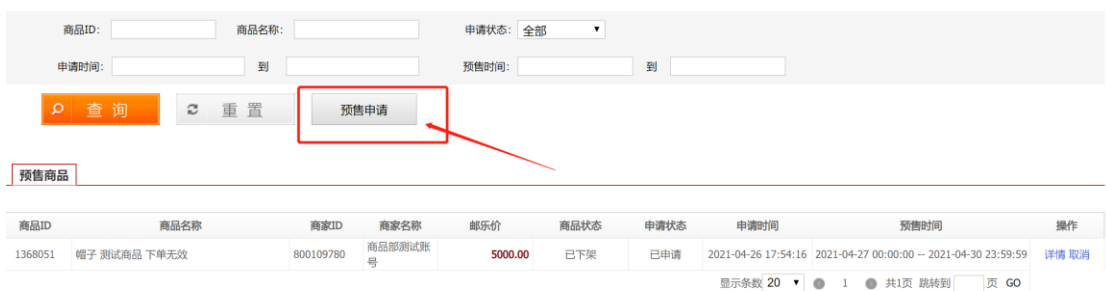 商品ID： 商品名称： 申请状态： 全部
申请时间： 到 预售时间： 到
查 询 重 置 预售申请
预售商品
商品ID 商品名称 商家ID 商家名称 邮乐价 商品状态 申请状态 申请时间 预售时间 操作
1368051 帽子 测试商品 下单无效 800109780 商品部测试账号 5000.00 已下架 已申请 2021-04-26 17:54:16 2021-04-27 00:00:00 -- 2021-04-30 23:59:59 详情 取消
显示条数 20 1 共1页 跳转到 页 GO